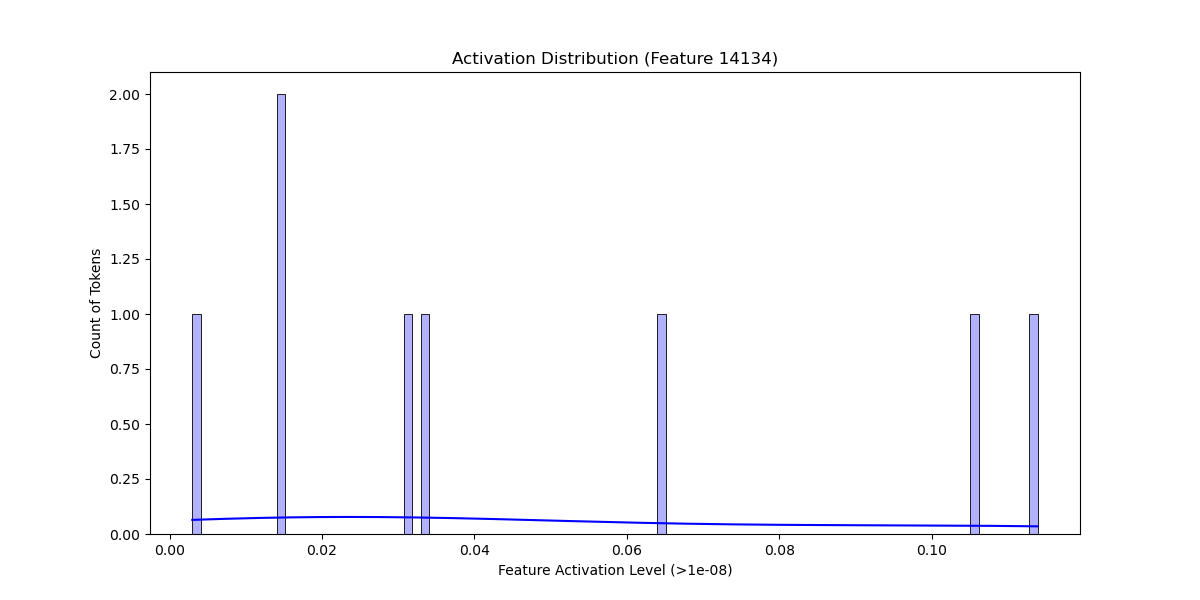 Activation Distribution (Feature 14134)
2.00
1.75
1.50
1.25
1.00
0.75
0.50
0.25
0.00
Count of Tokens
0.00 0.02 0.04 0.06 0.08 0.10
Feature Activation Level (>1e-08)